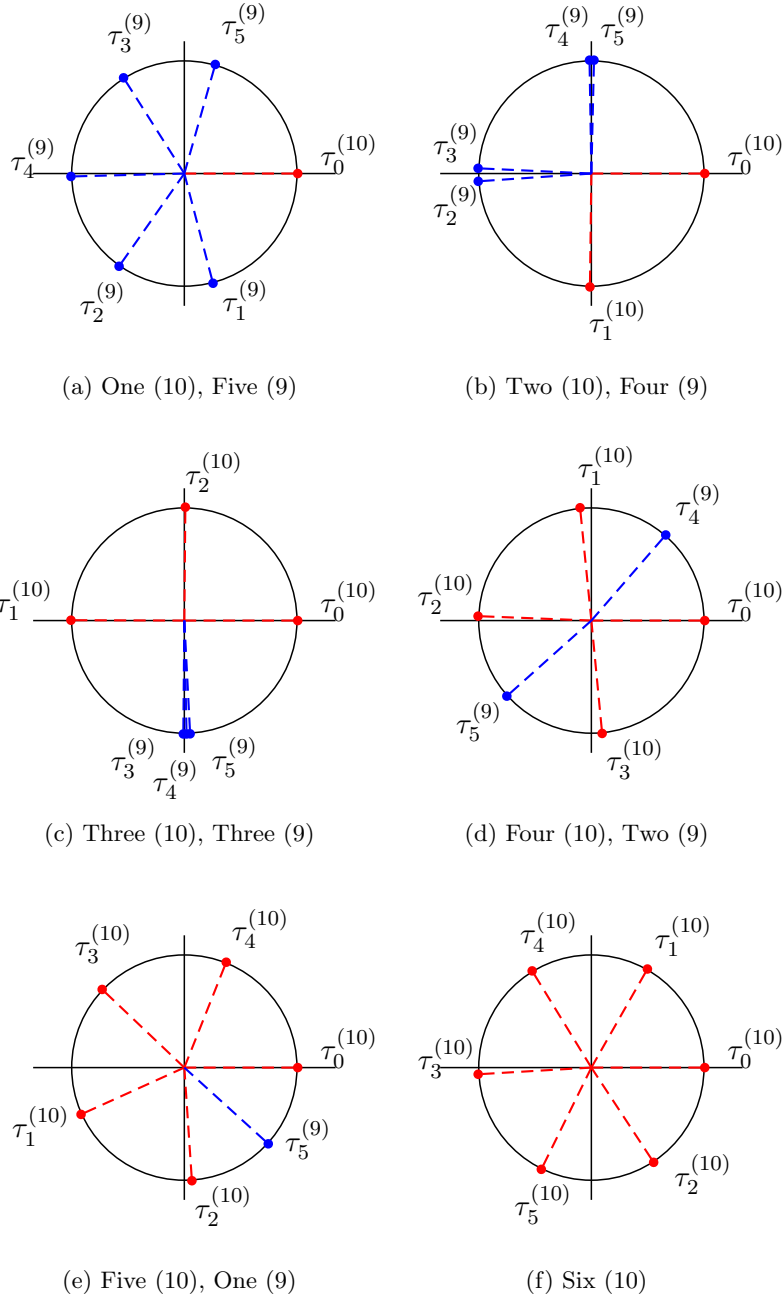 τ_3^(9) τ_5^(9) τ_4^(9) τ_5^(9)
τ_4^(9) τ_0^(10) τ_3^(9) τ_0^(10)
τ_2^(9)
τ_2^(9) τ_1^(9) τ_1^(10)
(a) One (10), Five (9) (b) Two (10), Four (9)
τ_2^(10) τ_1^(10) τ_4^(9)
τ_1^(10) τ_0^(10) τ_2^(10) τ_0^(10)
τ_3^(9) τ_4^(9) τ_5^(9) τ_5^(9) τ_3^(10)
(c) Three (10), Three (9) (d) Four (10), Two (9)
τ_3^(10) τ_4^(10) τ_4^(10) τ_1^(10)
τ_0^(10) τ_3^(10) τ_0^(10)
τ_1^(10) τ_5^(9)
τ_2^(10) τ_5^(10) τ_2^(10)
(e) Five (10), One (9) (f) Six (10)